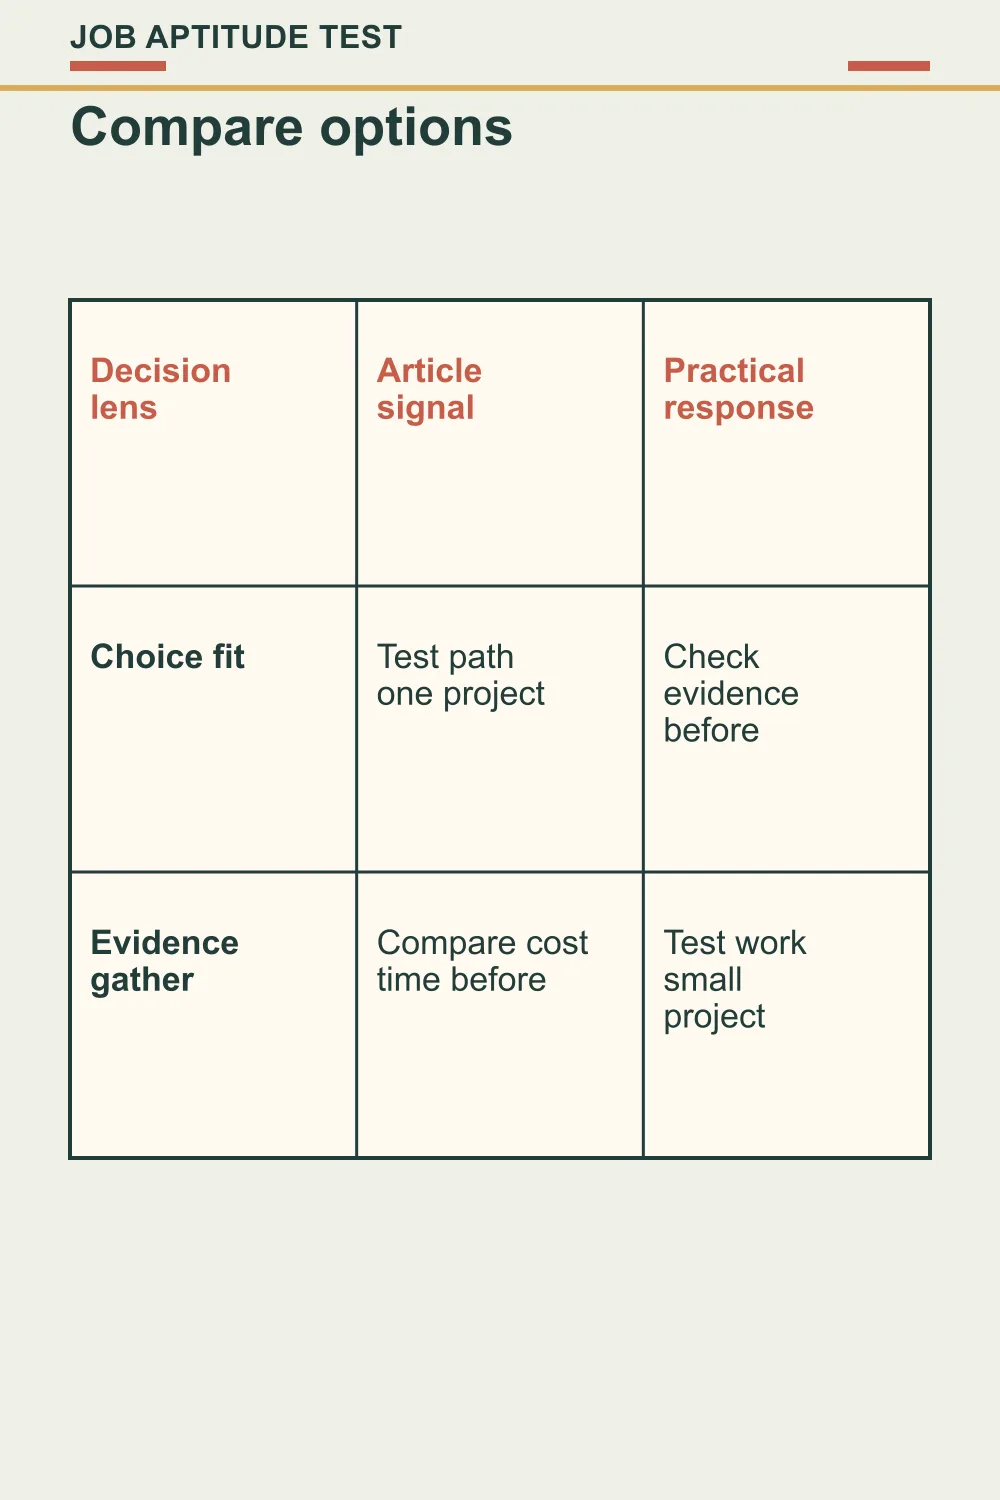 JOB APTITUDE TEST
Compare options
Decision
lens
Article
signal
Practical
response
Choice fit
Test path
one project
Check
evidence
before
Evidence
gather
Compare cost
time before
Test work
small
project